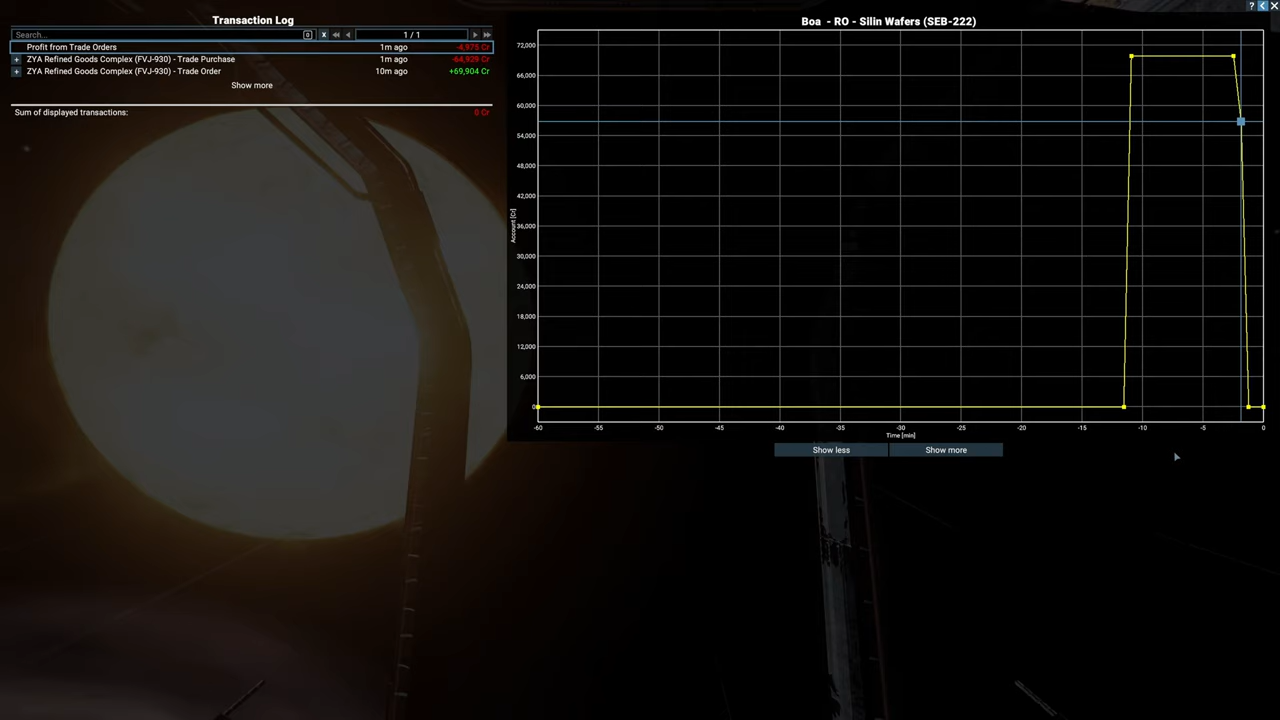 Transaction Log
Search...
0
x
1 / 1
Profit from Trade Orders 1m ago -4,975 Cr
+ ZYA Refined Goods Complex (FVJ-930) - Trade Purchase 1m ago -64,929 Cr
+ ZYA Refined Goods Complex (FVJ-930) - Trade Order 10m ago +69,904 Cr
Show more
Sum of displayed transactions: 0 Cr
?
Boa - RO - Silin Wafers (SEB-222)
72,000
66,000
60,000
54,000
48,000
42,000
36,000
30,000
24,000
18,000
12,000
6,000
0
Account [Cr]
-60 -55 -50 -45 -40 -35 -30 -25 -20 -15 -10 -5 0
Time [min]
Show less Show more